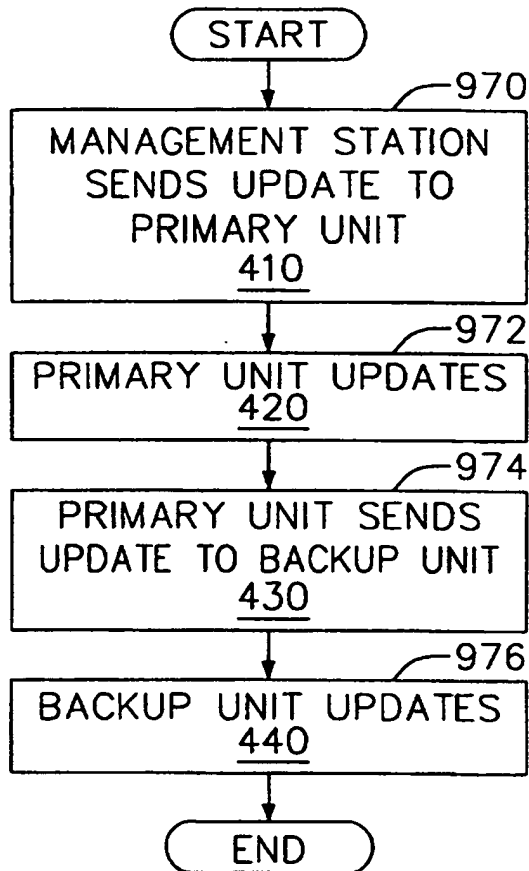 START
970
MANAGEMENT STATION
SENDS UPDATE TO
PRIMARY UNIT
410
972
PRIMARY UNIT UPDATES
420
974
PRIMARY UNIT SENDS
UPDATE TO BACKUP UNIT
430
976
BACKUP UNIT UPDATES
440
END